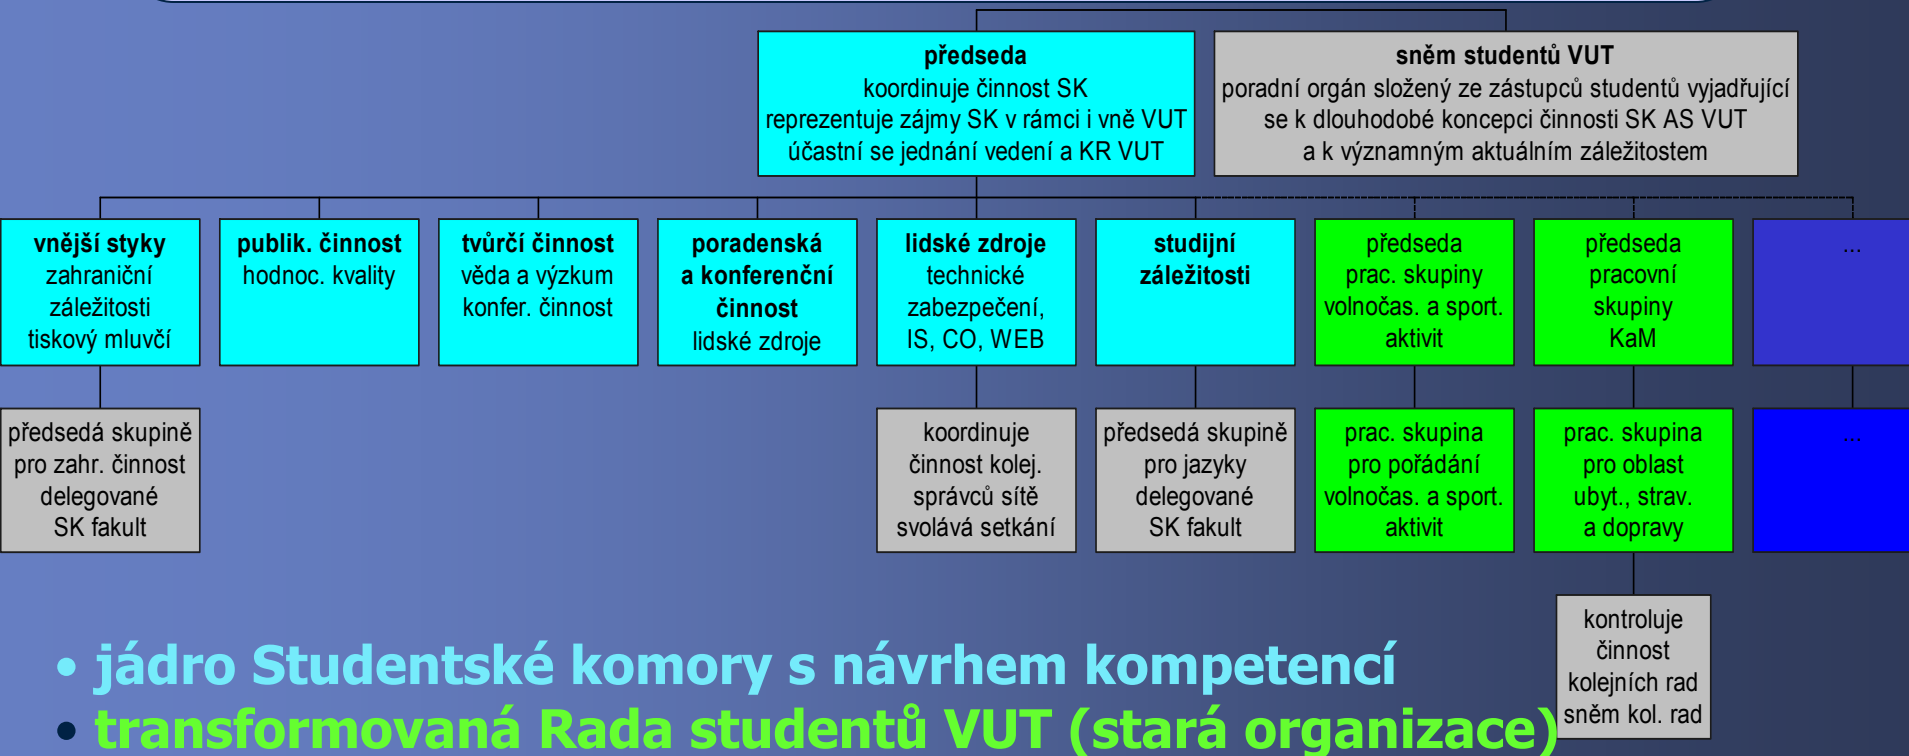 předseda
koordinuje činnost SK
reprezentuje zájmy SK v rámci i vně VUT
účastní se jednání vedení a KR VUT
sněm studentů VUT
poradní orgán složený ze zástupců studentů vyjadřující
se k dlouhodobé koncepci činnosti SK AS VUT
a k významným aktuálním záležitostem
vnější styky
zahraniční
záležitosti
tiskový mluvčí
publik. činnost
hodnoc. kvality
tvůrčí činnost
věda a výzkum
konfer. činnost
poradenská
a konferenční
činnost
lidské zdroje
lidské zdroje
technické
zabezpečení,
IS, CO, WEB
studijní
záležitosti
předseda
prac. skupiny
volnočas. a sport.
aktivit
předseda
pracovní
skupiny
KaM
...
předsedá skupině
pro zahr. činnost
delegované
SK fakult
koordinuje
činnost kolej.
správců sítě
svolává setkání
předsedá skupině
pro jazyky
delegované
SK fakult
prac. skupina
pro pořádání
volnočas. a sport.
aktivit
prac. skupina
pro oblast
ubyt., strav.
a dopravy
...
kontroluje
činnost
kolejních rad
sněm kol. rad
• jádro Studentské komory s návrhem kompetencí
• transformovaná Rada studentů VUT (stará organizace)